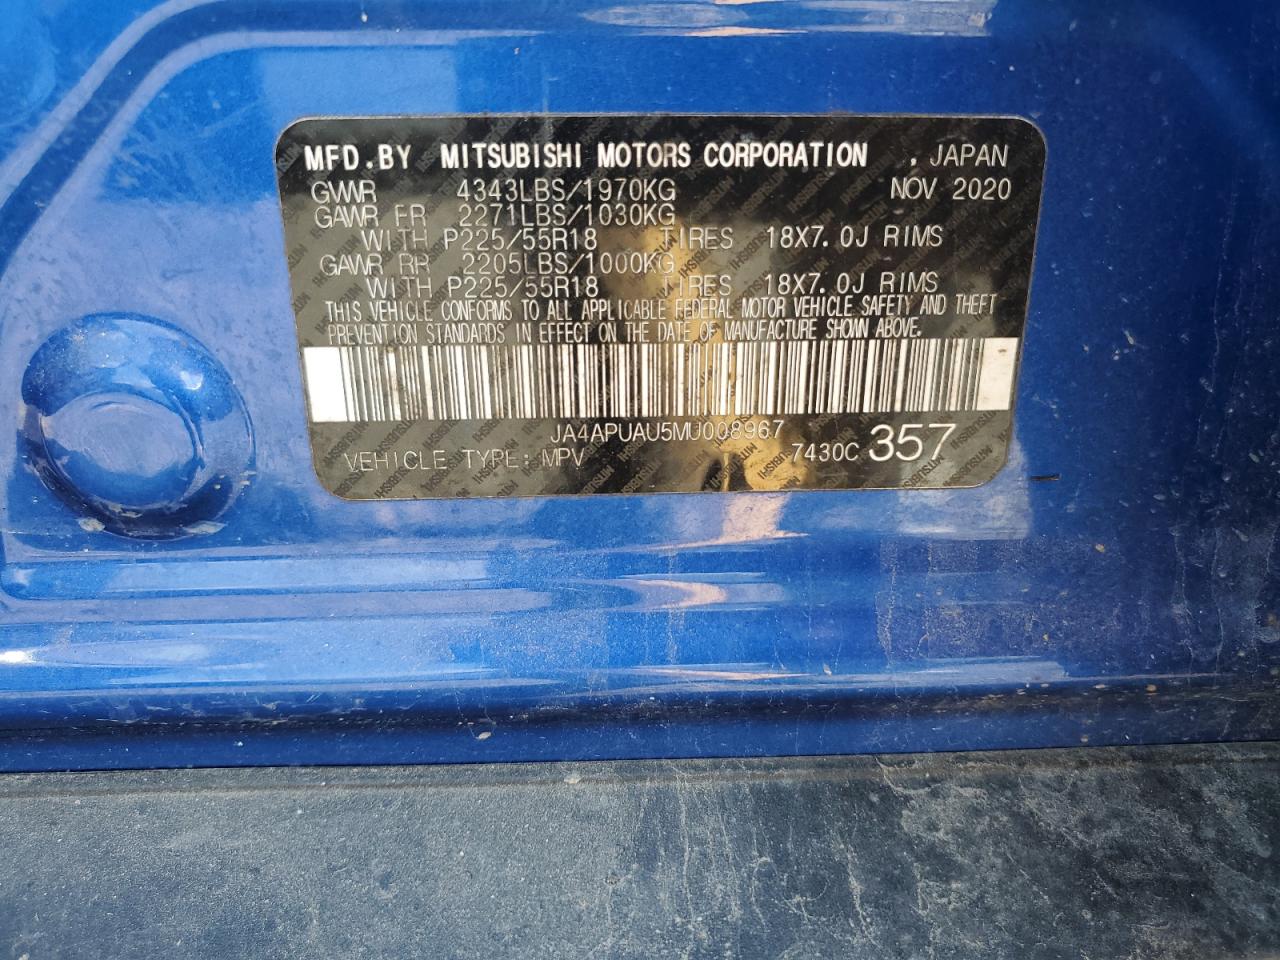 MFD.BY MITSUBISHI MOTORS CORPORATION , JAPAN
GVWR 4343LBS/1970KG NOV 2020
GAWR FR 2271LBS/1030KG
WITH P225/55R18 TIRES 18X7.0J RIMS
GAWR RR 2205LBS/1000KG
WITH P225/55R18 TIRES 18X7.0J RIMS
THIS VEHICLE CONFORMS TO ALL APPLICABLE FEDERAL MOTOR VEHICLE SAFETY AND THEFT
PREVENTION STANDARDS IN EFFECT ON THE DATE OF MANUFACTURE SHOWN ABOVE.
JA4APUAU5MU008967
VEHICLE TYPE: MPV 7430C 357